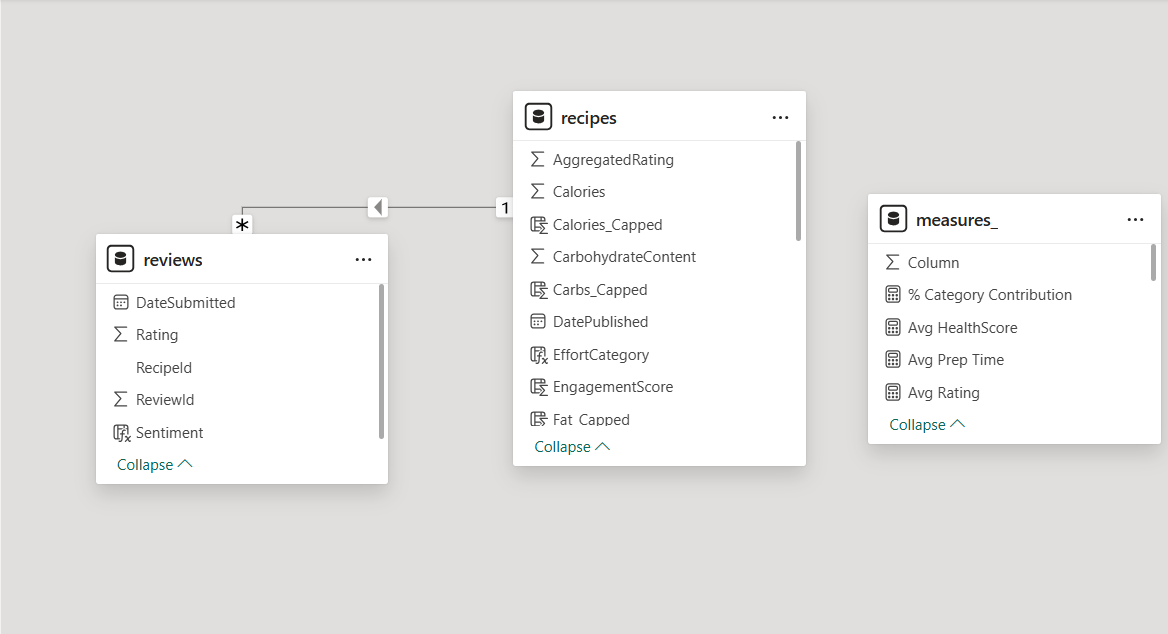 recipes
AggregatedRating
Calories
Calories_Capped
CarbohydrateContent
Carbs_Capped
DatePublished
EffortCategory
EngagementScore
Fat_Capped
Collapse
1
*
reviews
DateSubmitted
Rating
RecipeId
ReviewId
Sentiment
Collapse
measures_
Column
% Category Contribution
Avg HealthScore
Avg Prep Time
Avg Rating
Collapse